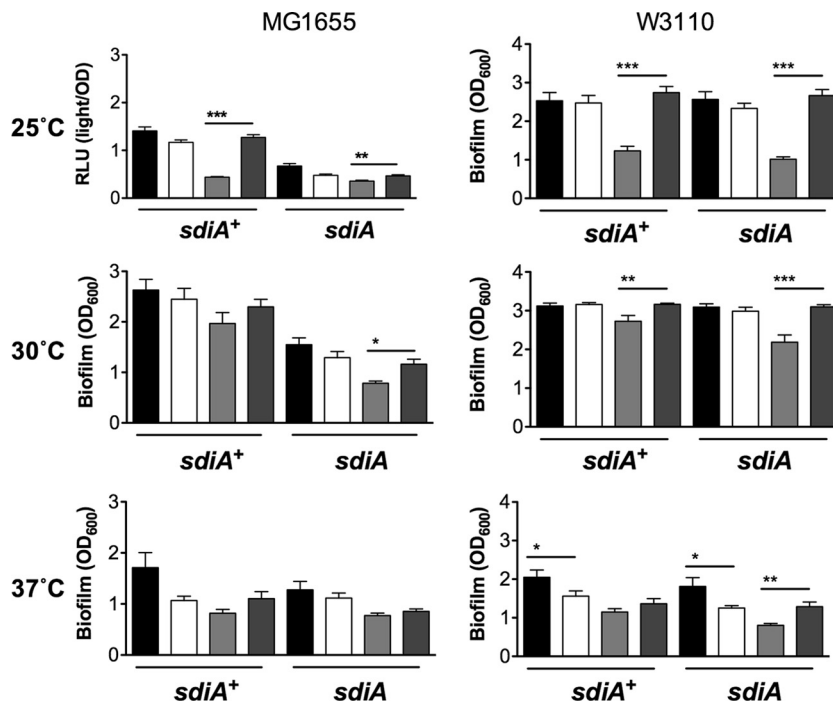 MG1655
W3110
25˚C
RLU (light/OD)
3
2
1
0
***
**
sdiA⁺
sdiA
Biofilm (OD₆₀₀)
4
3
2
1
0
***
***
sdiA⁺
sdiA
30˚C
Biofilm (OD₆₀₀)
3
2
1
0
*
sdiA⁺
sdiA
Biofilm (OD₆₀₀)
4
3
2
1
0
**
***
sdiA⁺
sdiA
37˚C
Biofilm (OD₆₀₀)
3
2
1
0
sdiA⁺
sdiA
Biofilm (OD₆₀₀)
4
3
2
1
0
*
*
**
sdiA⁺
sdiA